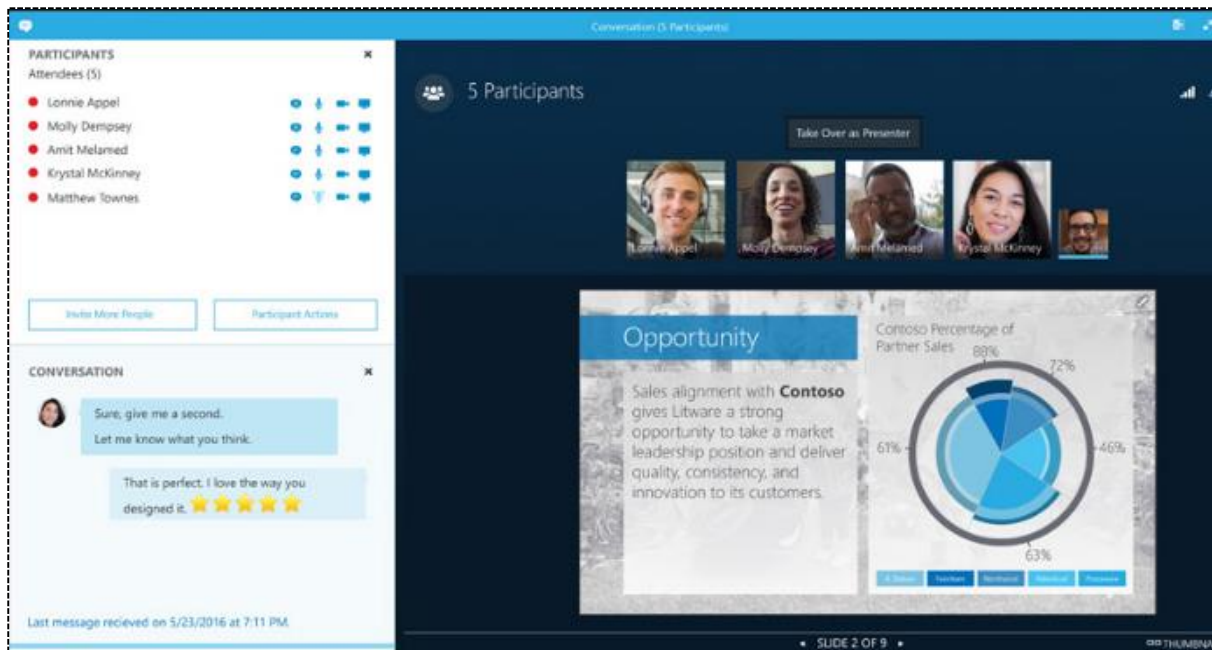 Conversation (5 Participants)
PARTICIPANTS
Attendees (5)
Lonnie Appel
Molly Dempsey
Amit Melamed
Krystal McKinney
Matthew Townes
Invite More People
Participant Actions
CONVERSATION
Sure, give me a second.
Let me know what you think.
That is perfect. I love the way you
designed it.
Last message recieved on 5/23/2016 at 7:11 PM.
5 Participants
Take Over as Presenter
Lonnie Appel
Molly Dempsey
Amit Melamed
Krystal McKinney
Opportunity
Sales alignment with Contoso
gives Litware a strong
opportunity to take a market
leadership position and deliver
quality, consistency, and
innovation to its customers.
Contoso Percentage of
Partner Sales
88%
72%
61%
46%
63%
SLIDE 2 OF 9
THUMBNA